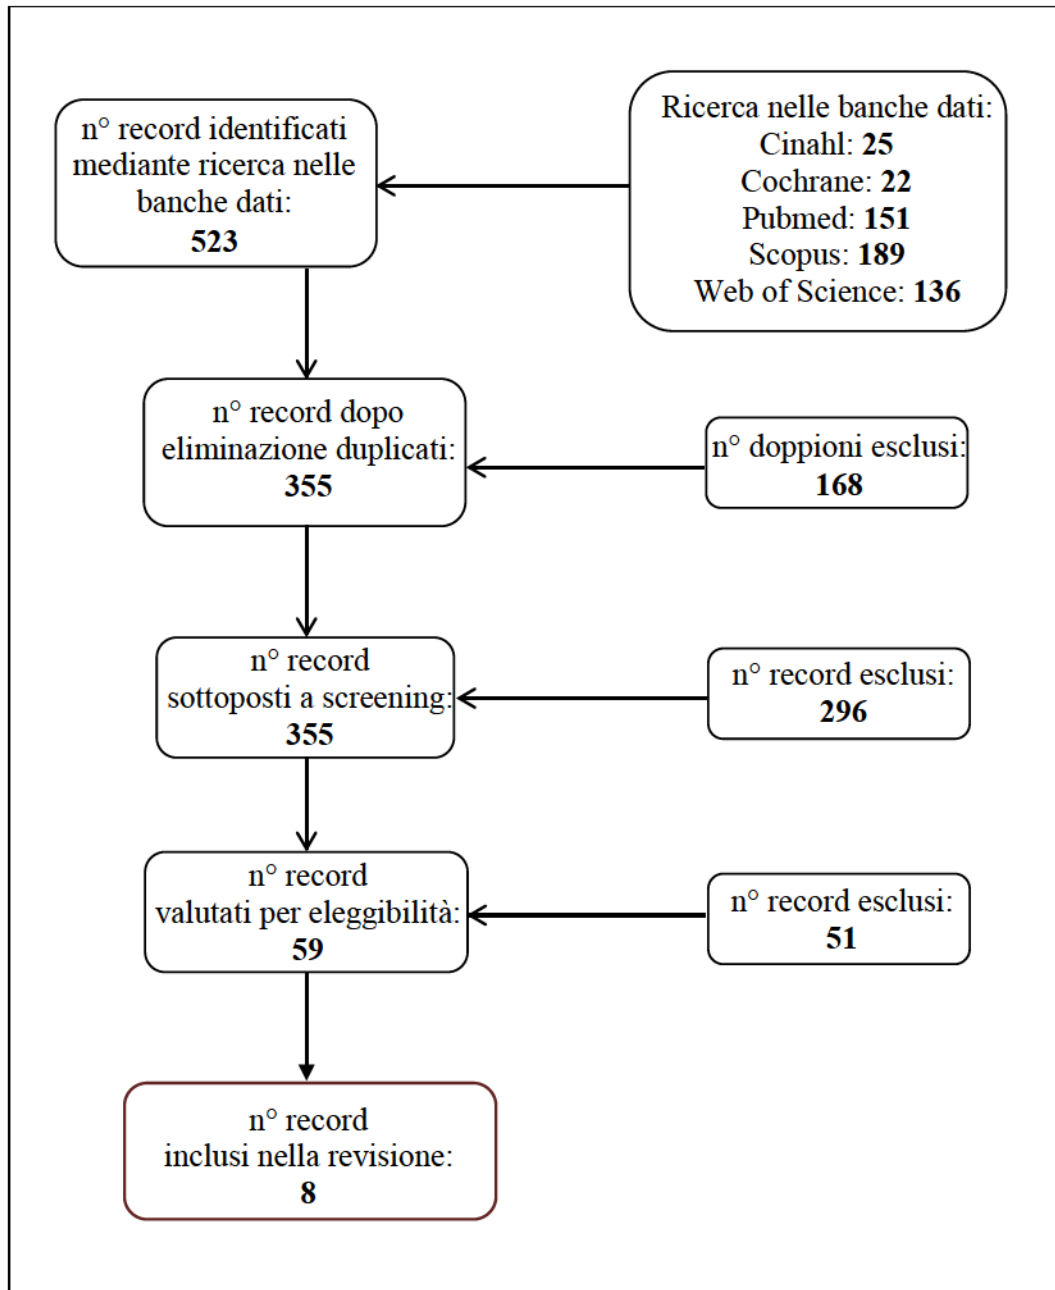 n° record identificati
mediante ricerca nelle
banche dati:
523
Ricerca nelle banche dati:
Cinahl: 25
Cochrane: 22
Pubmed: 151
Scopus: 189
Web of Science: 136
n° record dopo
eliminazione duplicati:
355
n° doppioni esclusi:
168
n° record
sottoposti a screening:
355
n° record esclusi:
296
n° record
valutati per eleggibilità:
59
n° record esclusi:
51
n° record
inclusi nella revisione:
8